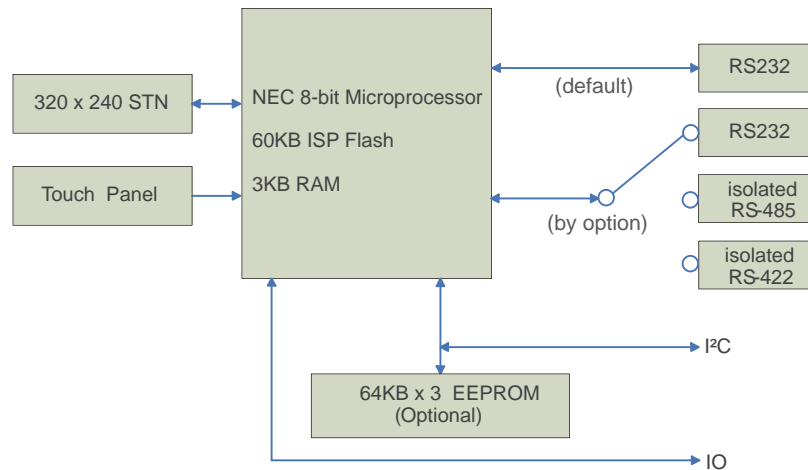 320 x 240 STN
Touch Panel
NEC 8-bit Microprocessor
60KB ISP Flash
3KB RAM
(default)
(by option)
RS232
RS232
isolated
RS-485
isolated
RS-422
I²C
64KB x 3 EEPROM
(Optional)
IO